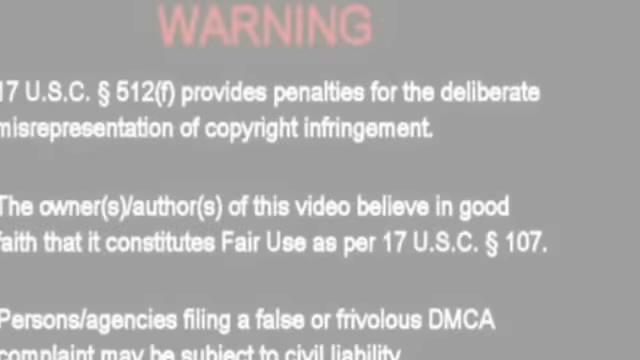 WARNING
17 U.S.C. § 512(f) provides penalties for the deliberate
misrepresentation of copyright infringement.
The owner(s)/author(s) of this video believe in good
faith that it constitutes Fair Use as per 17 U.S.C. § 107.
Persons/agencies filing a false or frivolous DMCA
complaint may be subject to civil liability